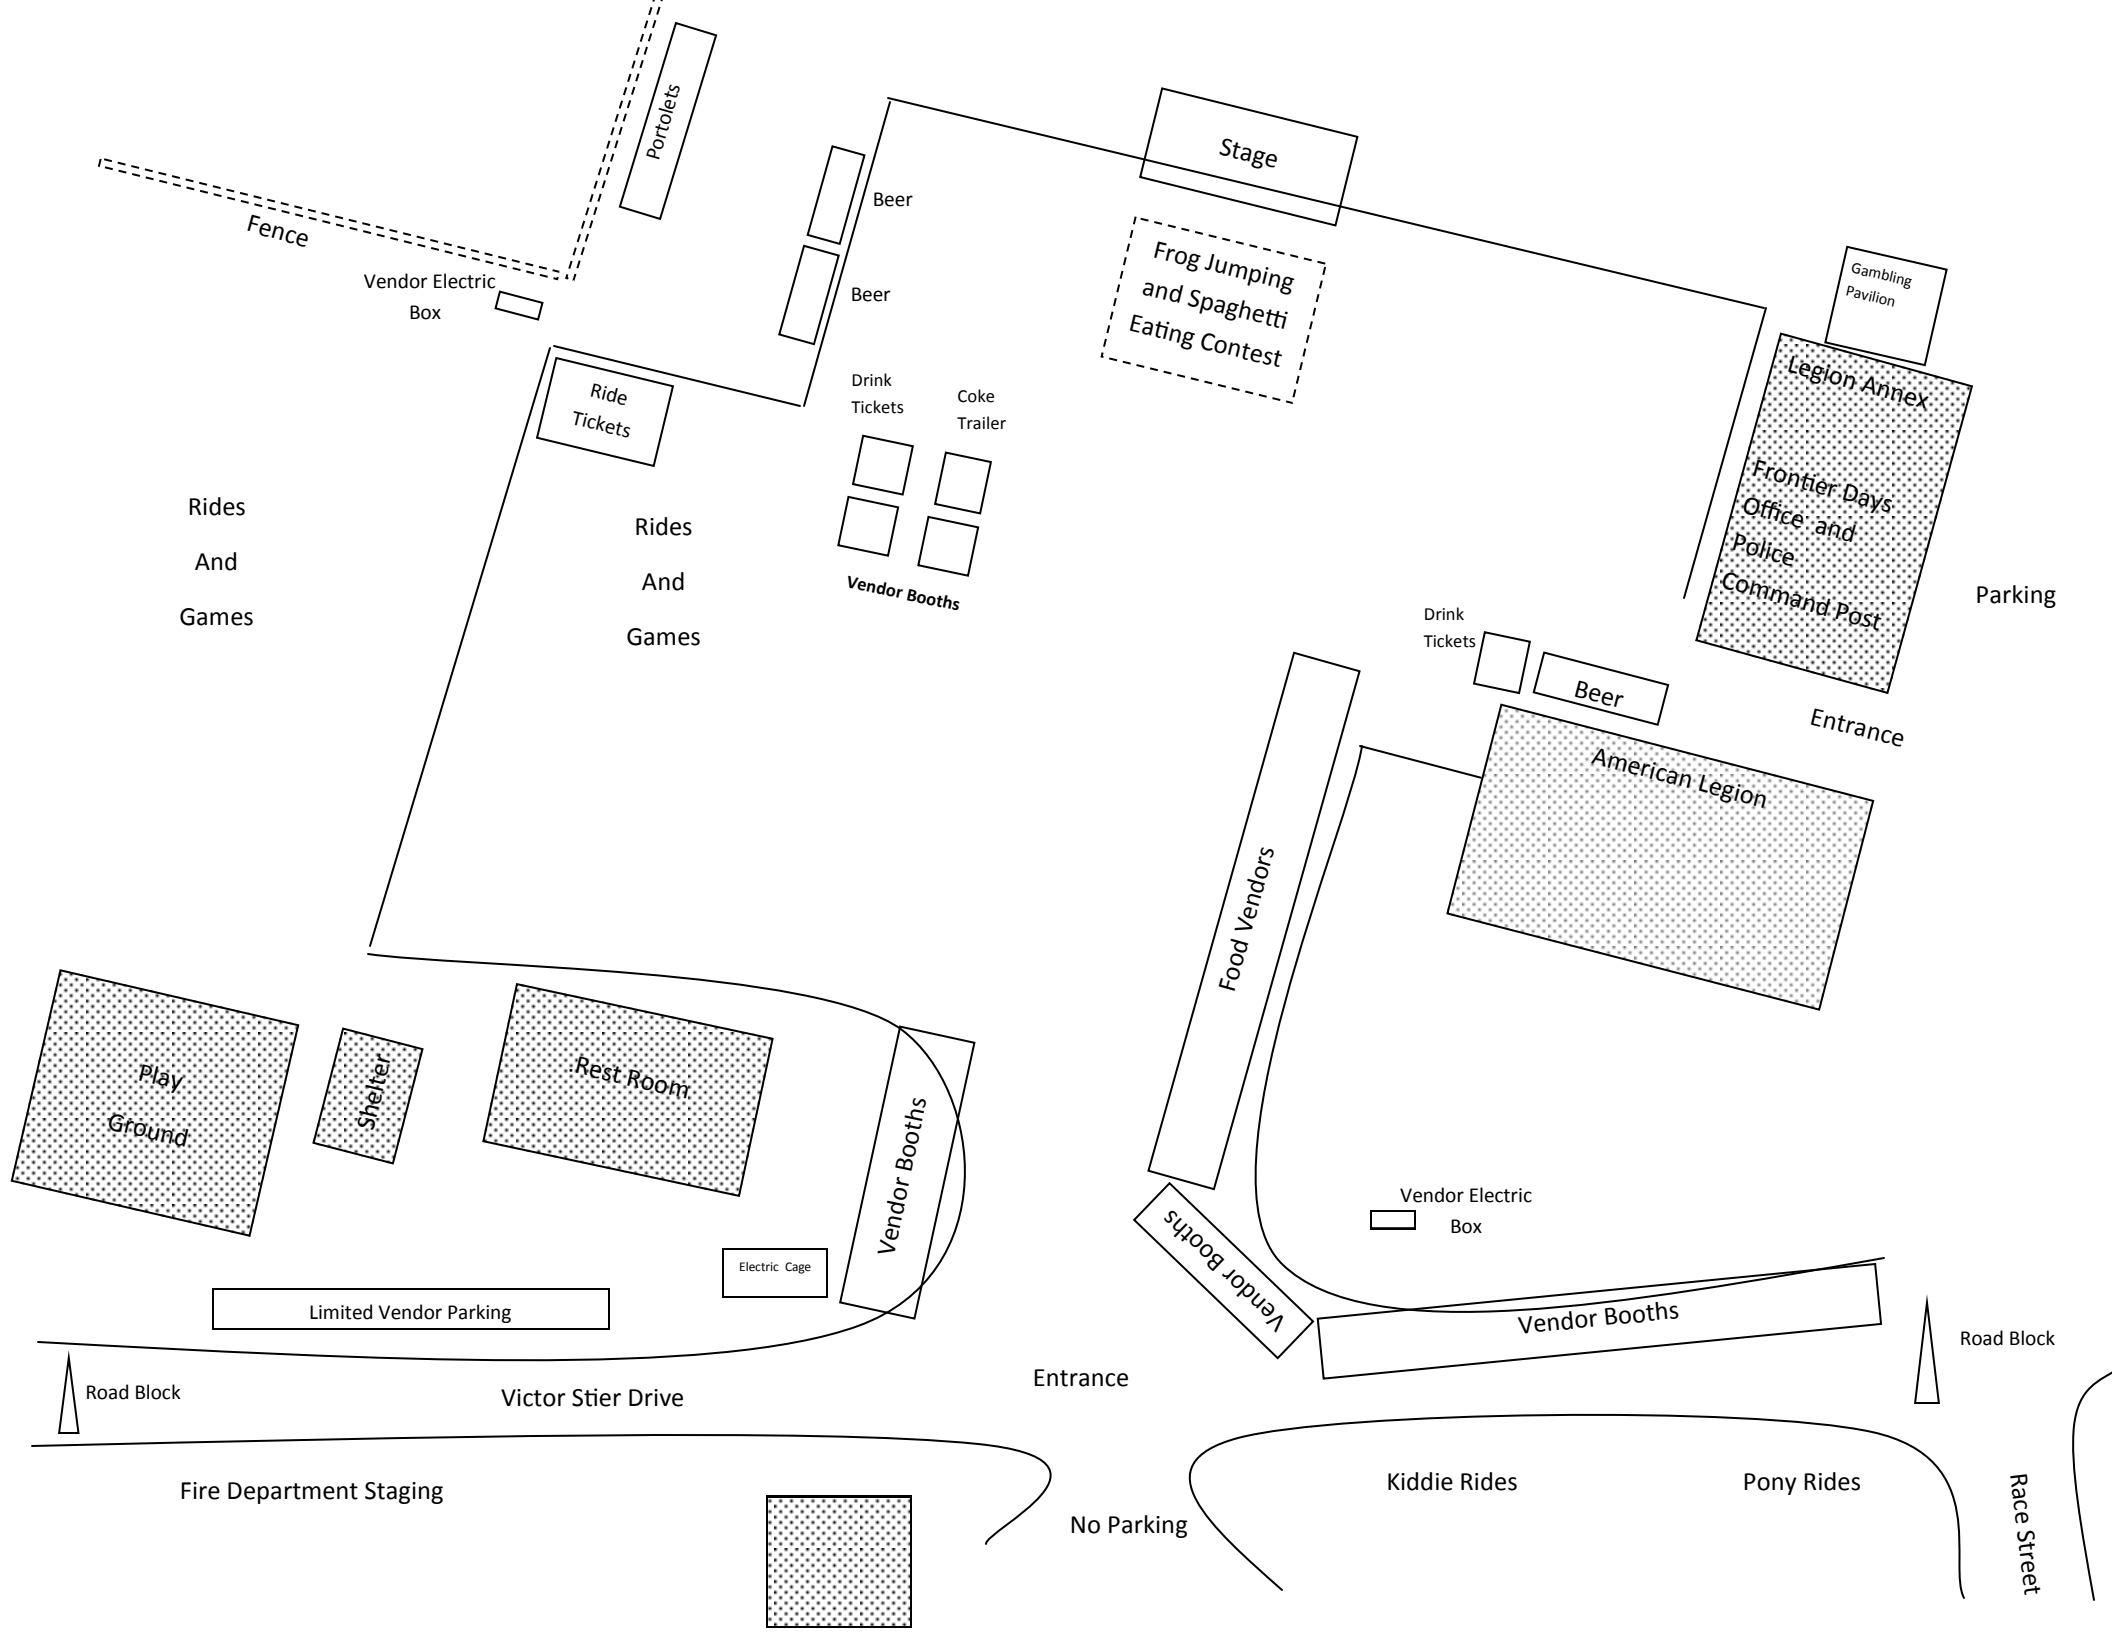 Portolets
Stage
Beer
Fence
Frog Jumping
and Spaghetti
Eating Contest
Gambling
Pavilion
Vendor Electric
Box
Beer
Legion Annex
Ride
Tickets
Drink
Tickets
Coke
Trailer
Frontier Days
Office and
Police
Command Post
Rides
And
Games
Rides
And
Games
Vendor Booths
Parking
Drink
Tickets
Beer
Entrance
American Legion
Food Vendors
Play
Ground
Shelter
.Rest Room
Vendor Booths
Vendor Electric
Box
Vendor Booths
Electric Cage
Limited Vendor Parking
Vendor Booths
Road Block
Road Block
Victor Stier Drive
Entrance
Fire Department Staging
No Parking
Kiddie Rides
Pony Rides
Race Street